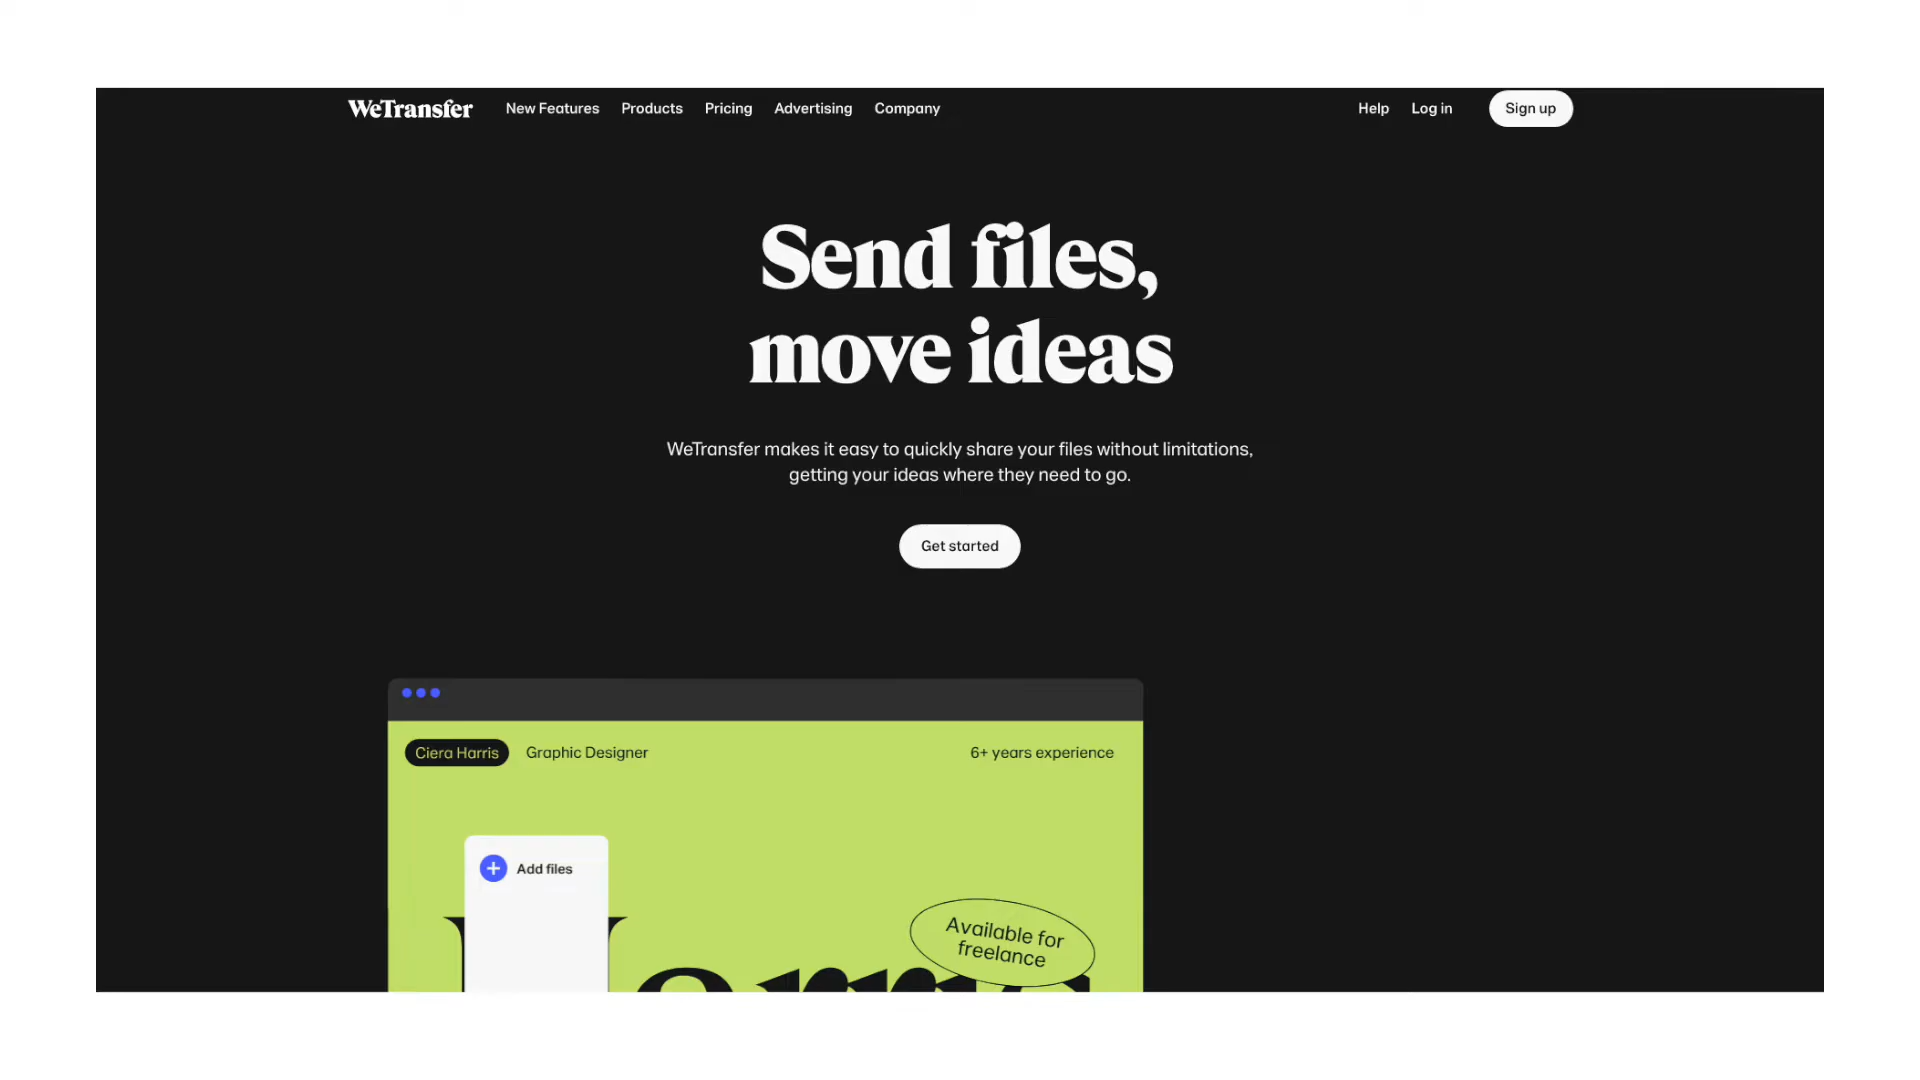 WeTransfer New Features Products Pricing Advertising Company Help Log in Sign up
Send files,
move ideas
WeTransfer makes it easy to quickly share your files without limitations,
getting your ideas where they need to go.
Get started
Ciera Harris Graphic Designer 6+ years experience
Add files
Available for
freelance